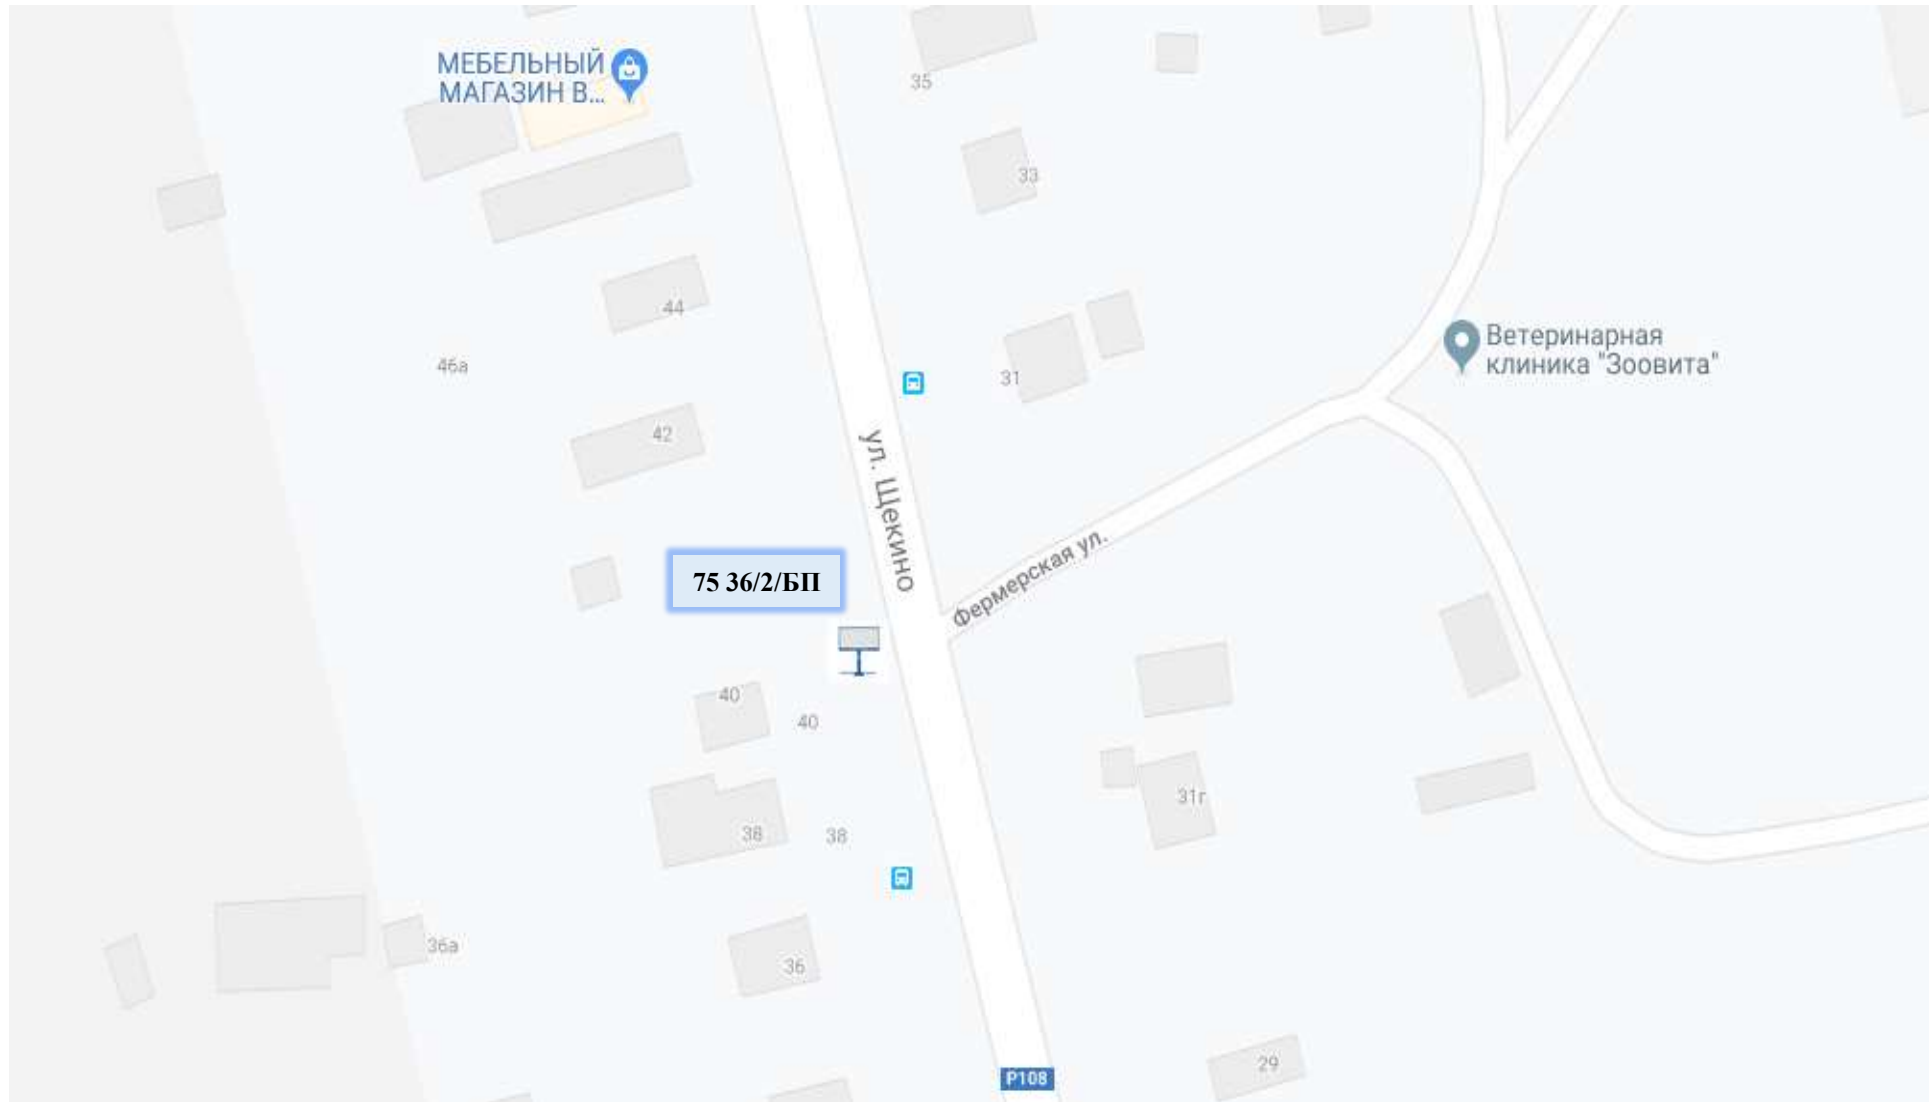 МЕБЕЛЬНЫЙ
МАГАЗИН В...
35
33
44
46а
31
Ветеринарная
клиника "Зоовита"
42
ул. Щекино
Фермерская ул.
75 36/2/БП
40
40
31г
38
38
36а
36
29
Р108